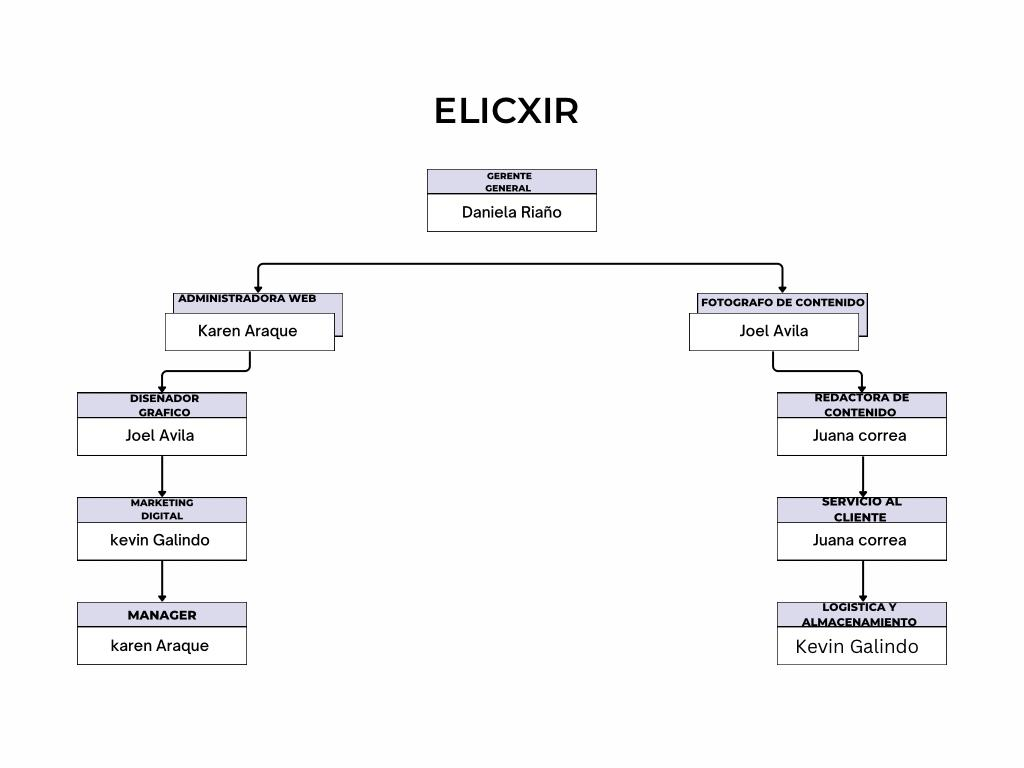 ELICXIR
GERENTE
GENERAL
Daniela Riaño
ADMINISTRADORA WEB
Karen Araque
FOTOGRAFO DE CONTENIDO
Joel Avila
DISEÑADOR
GRAFICO
Joel Avila
REDACTORA DE
CONTENIDO
Juana correa
MARKETING
DIGITAL
kevin Galindo
SERVICIO AL
CLIENTE
Juana correa
MANAGER
karen Araque
LOGISTICA Y
ALMACENAMIENTO
Kevin Galindo